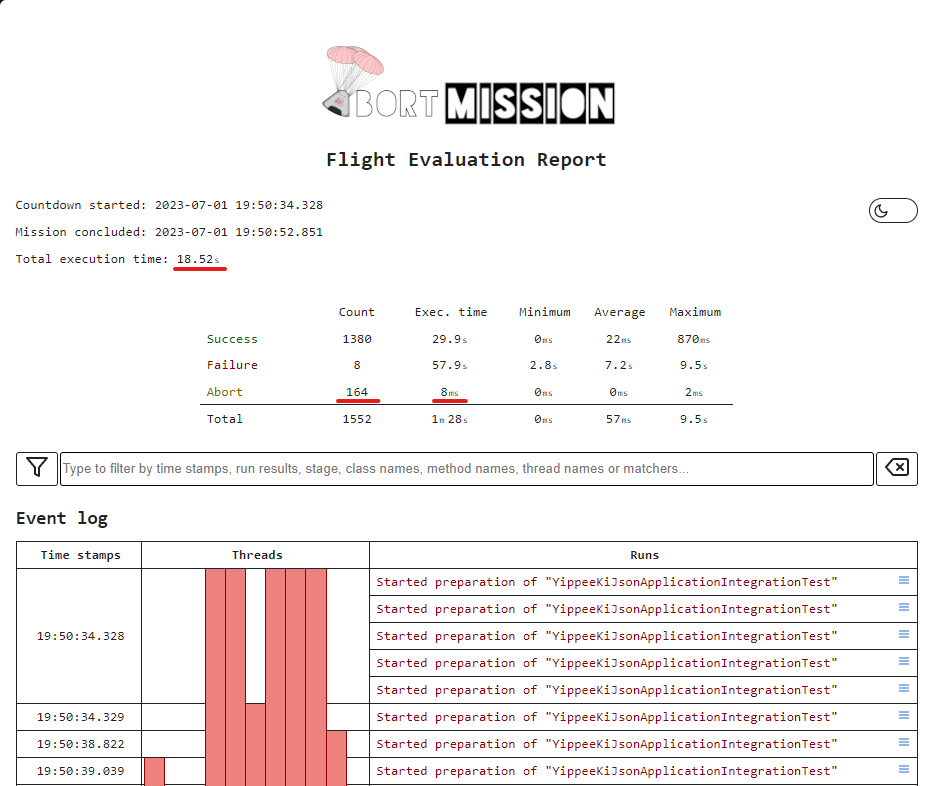 BORT MISSION
Flight Evaluation Report
Countdown started: 2023-07-01 19:50:34.328
Mission concluded: 2023-07-01 19:50:52.851
Total execution time: 18.52s
Count Exec. time Minimum Average Maximum
Success 1380 29.9s 0ms 22ms 870ms
Failure 8 57.9s 2.8s 7.2s 9.5s
Abort 164 8ms 0ms 0ms 2ms
Total 1552 1m 28s 0ms 57ms 9.5s
Type to filter by time stamps, run results, stage, class names, method names, thread names or matchers...
Event log
Time stamps Threads Runs
Started preparation of "YippeeKiJsonApplicationIntegrationTest"
Started preparation of "YippeeKiJsonApplicationIntegrationTest"
19:50:34.328 Started preparation of "YippeeKiJsonApplicationIntegrationTest"
Started preparation of "YippeeKiJsonApplicationIntegrationTest"
Started preparation of "YippeeKiJsonApplicationIntegrationTest"
19:50:34.329 Started preparation of "YippeeKiJsonApplicationIntegrationTest"
19:50:38.822 Started preparation of "YippeeKiJsonApplicationIntegrationTest"
19:50:39.039 Started preparation of "YippeeKiJsonApplicationIntegrationTest"